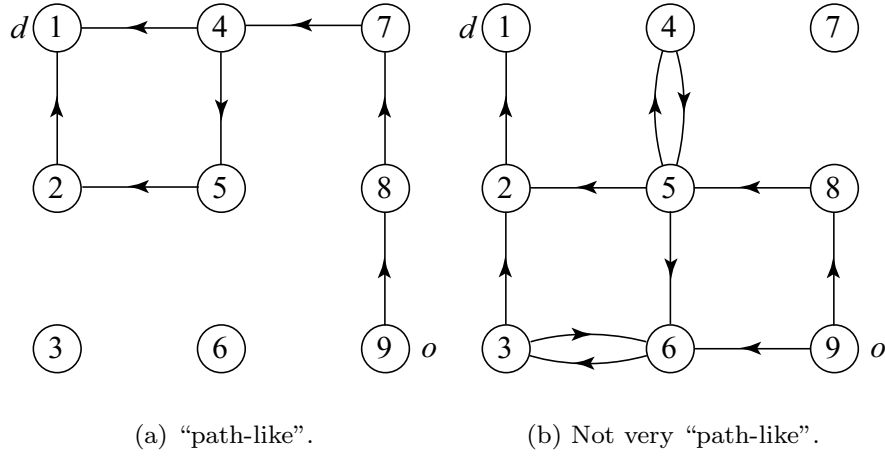 d 1 4 7 d 1 4 7
2 5 8 2 5 8
3 6 9 o 3 6 9 o
(a) “path-like”. (b) Not very “path-like”.